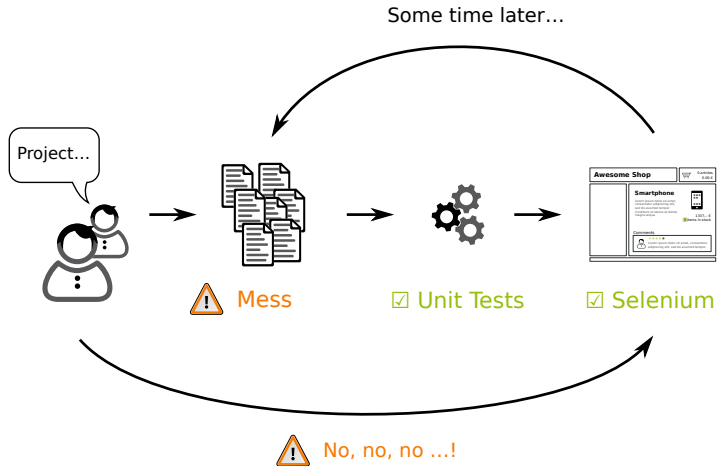 Some time later…
Project…
Awesome Shop
Smartphone
Comments
⚠ Mess
☑ Unit Tests
☑ Selenium
⚠ No, no, no …!